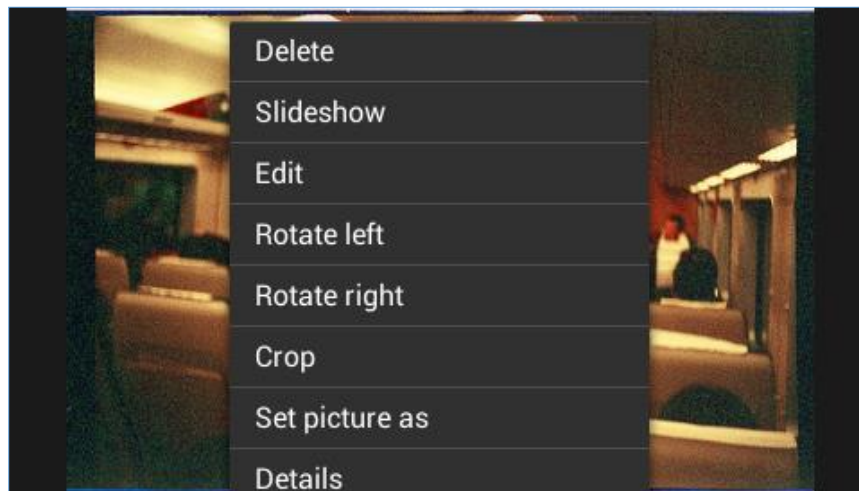 Delete
Slideshow
Edit
Rotate left
Rotate right
Crop
Set picture as
Details